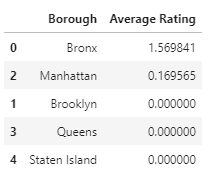 Borough Average Rating
0 Bronx 1.569841
2 Manhattan 0.169565
1 Brooklyn 0.000000
3 Queens 0.000000
4 Staten Island 0.000000